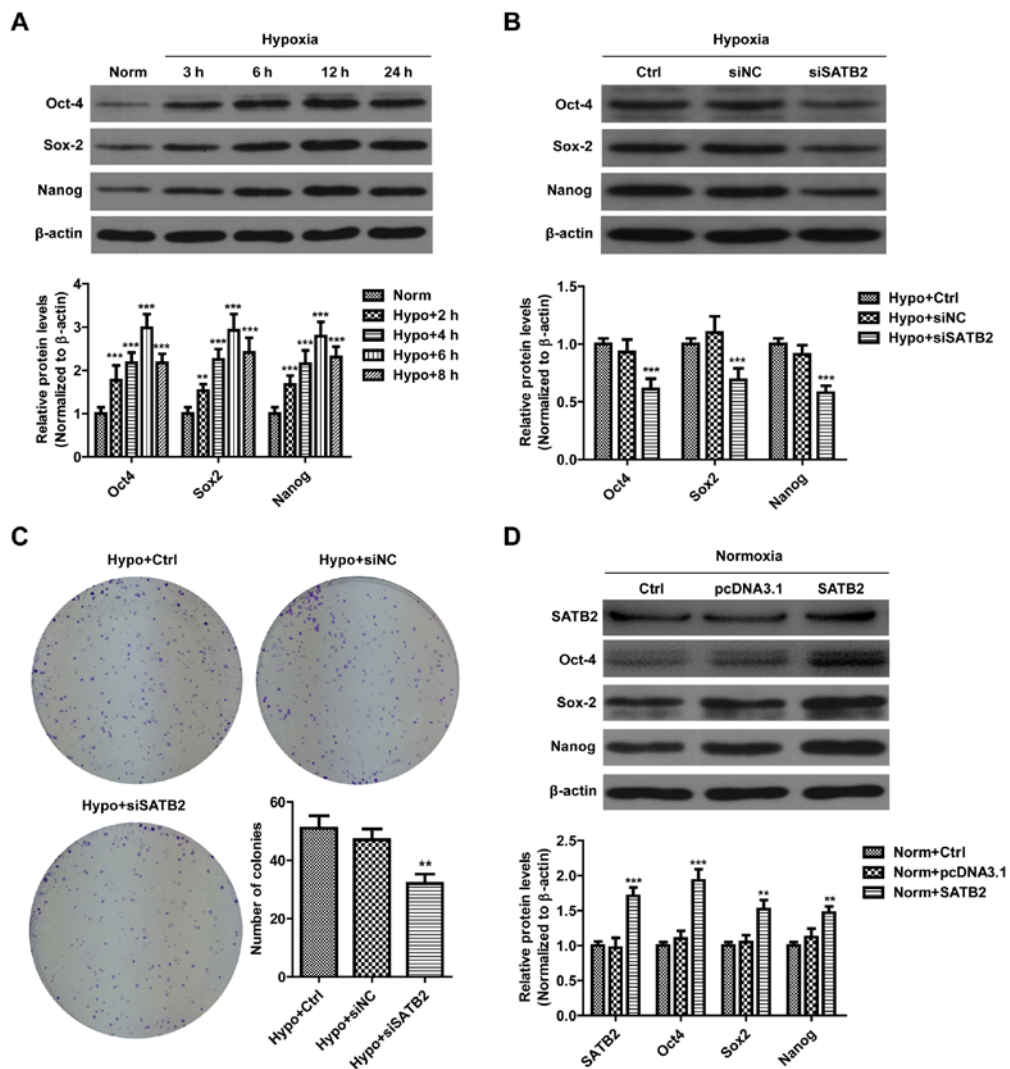 A
Hypoxia
Norm 3 h 6 h 12 h 24 h
Oct-4
Sox-2
Nanog
β-actin
Relative protein levels
(Normalized to β-actin)
4
3
2
1
0
*** *** *** ***
** *** *** ***
*** *** *** ***
Oct4 Sox2 Nanog
Norm
Hypo+2 h
Hypo+4 h
Hypo+6 h
Hypo+8 h
B
Hypoxia
Ctrl siNC siSATB2
Oct-4
Sox-2
Nanog
β-actin
Relative protein levels
(Normalized to β-actin)
1.5
1.0
0.5
0.0
*** *** ***
Oct4 Sox2 Nanog
Hypo+Ctrl
Hypo+siNC
Hypo+siSATB2
C
Hypo+Ctrl
Hypo+siNC
Hypo+siSATB2
Number of colonies
60
40
20
0
**
Hypo+Ctrl
Hypo+siNC
Hypo+siSATB2
D
Normoxia
Ctrl pcDNA3.1 SATB2
SATB2
Oct-4
Sox-2
Nanog
β-actin
Relative protein levels
(Normalized to β-actin)
2.5
2.0
1.5
1.0
0.5
0.0
*** *** ** **
SATB2 Oct4 Sox2 Nanog
Norm+Ctrl
Norm+pcDNA3.1
Norm+SATB2